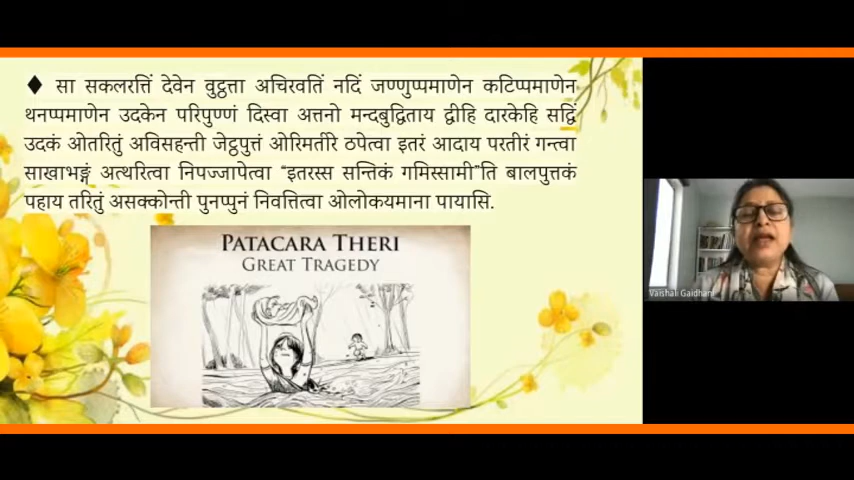 ♦ सा सकलरत्तिं देवेन वुट्ठत्ता अचिरवतिं नदिं जण्णुप्पमाणेन कटिप्पमाणेन
थनप्पमाणेन उदकेन परिपुण्णं दिस्वा अत्तनो मन्दबुद्धिताय द्वीहि दारकेहि सद्धिं
उदकं ओतरितुं अविसहन्ती जेट्ठपुत्तं ओरिमतीरे ठपेत्वा इतरं आदाय परतीरं गन्त्वा
साखाभङ्गं अत्थरित्वा निपज्जापेत्वा “इतरस्स सन्तिकं गमिस्सामी”ति बालपुत्तकं
पहाय तरितुं असक्कोन्ती पुनप्पुनं निवत्तित्वा ओलोकयमाना पायासि.
PATACARA THERI
GREAT TRAGEDY
Vaishali Gaidhani